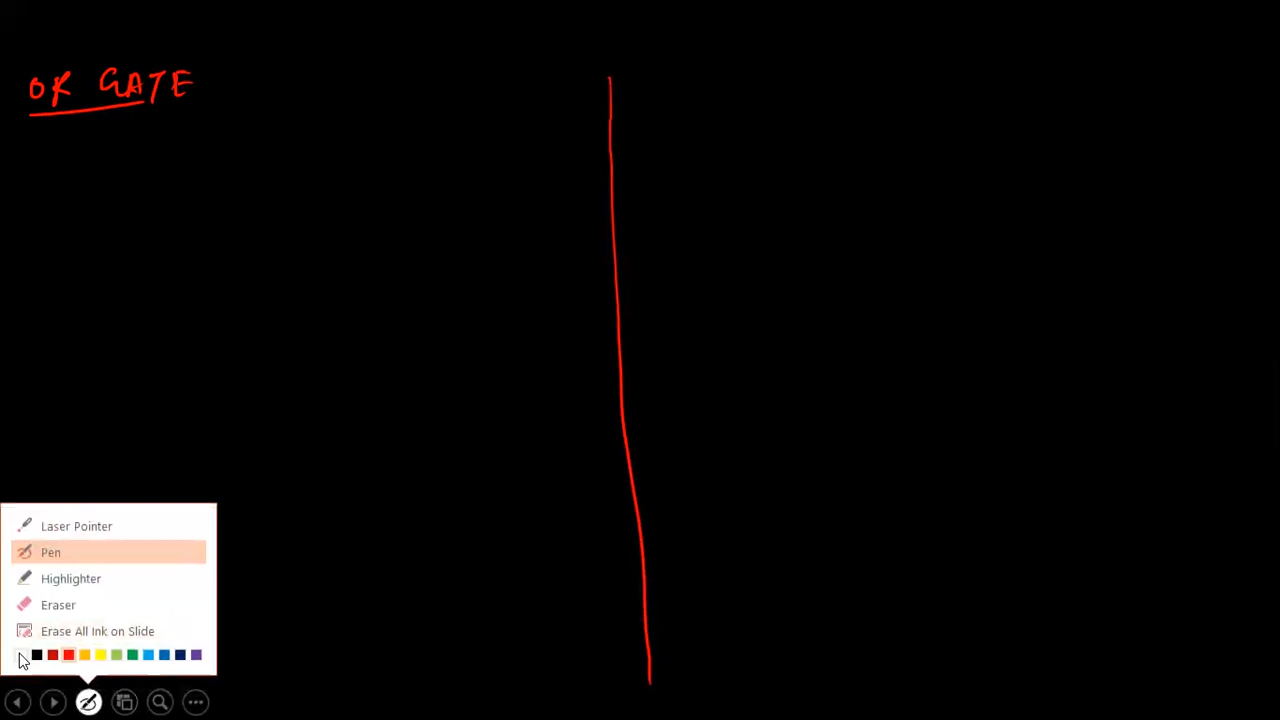 OR GATE
Laser Pointer
Pen
Highlighter
Eraser
Erase All Ink on Slide